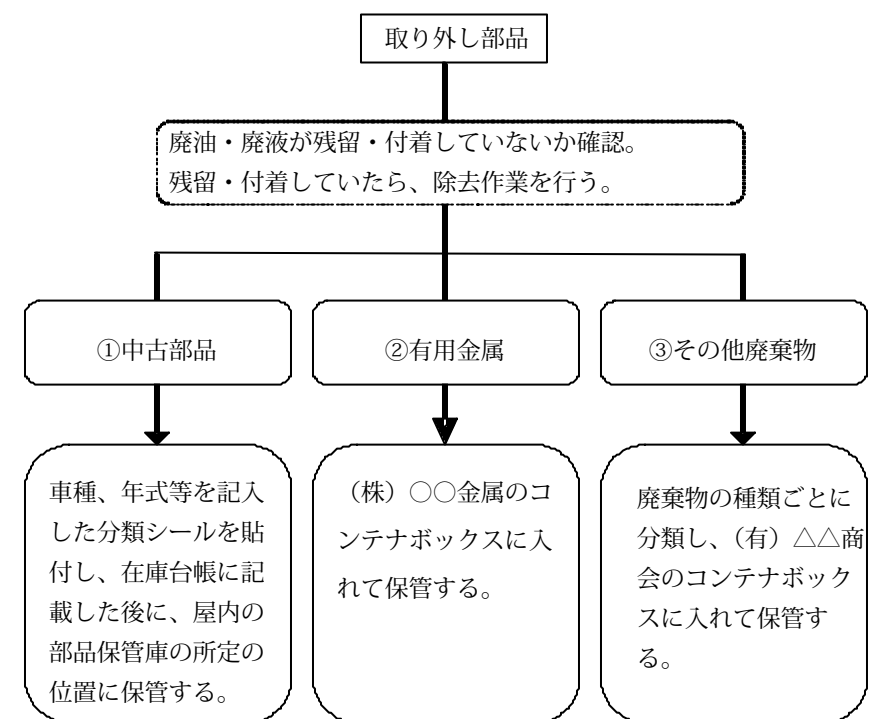 取り外し部品
廃油・廃液が残留・付着していないか確認。
残留・付着していたら、除去作業を行う。
①中古部品
②有用金属
③その他廃棄物
車種、年式等を記入
した分類シールを貼
付し、在庫台帳に記
載した後に、屋内の
部品保管庫の所定の
位置に保管する。
（株）○○金属のコ
ンテナボックスに入
れて保管する。
廃棄物の種類ごとに
分類し、（有）△△商
会のコンテナボック
スに入れて保管す
る。